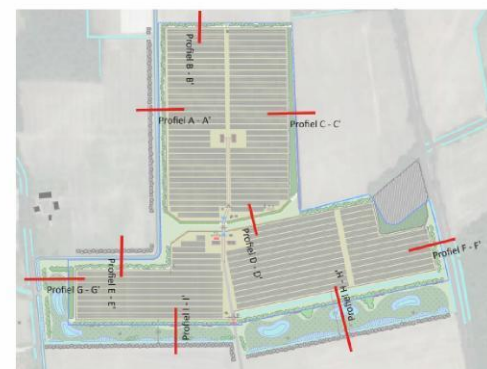 Profiel B - B'
Profiel A - A'
Profiel C - C'
Profiel D - D'
Profiel F - F'
Profiel E - E'
Profiel G - G'
Profiel H - H'
Profiel I - I'